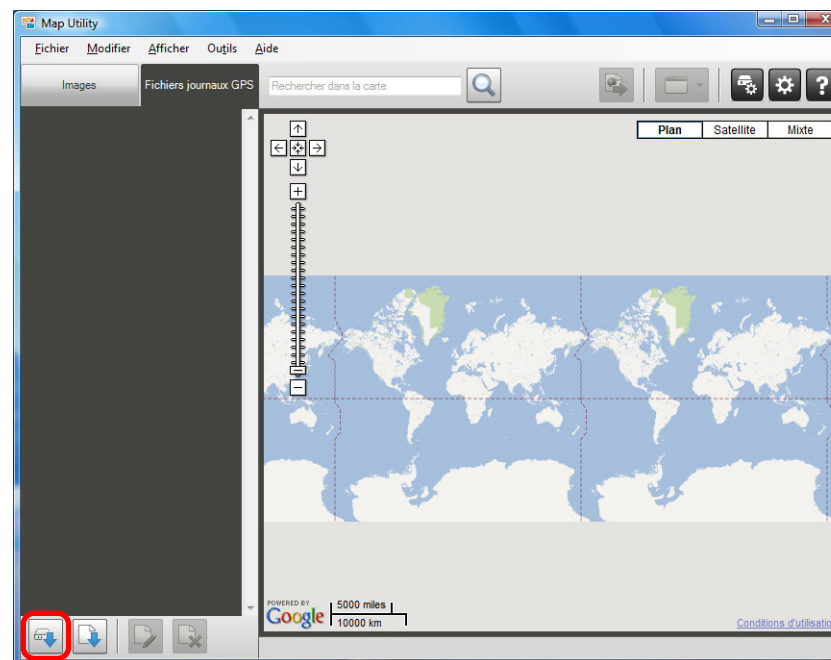 Map Utility
Fichier Modifier Afficher Outils Aide
Images
Fichiers journaux GPS
Rechercher dans la carte
?
Plan Satellite Mixte
POWERED BY
Google
5000 miles
10000 km
Conditions d'utilisation